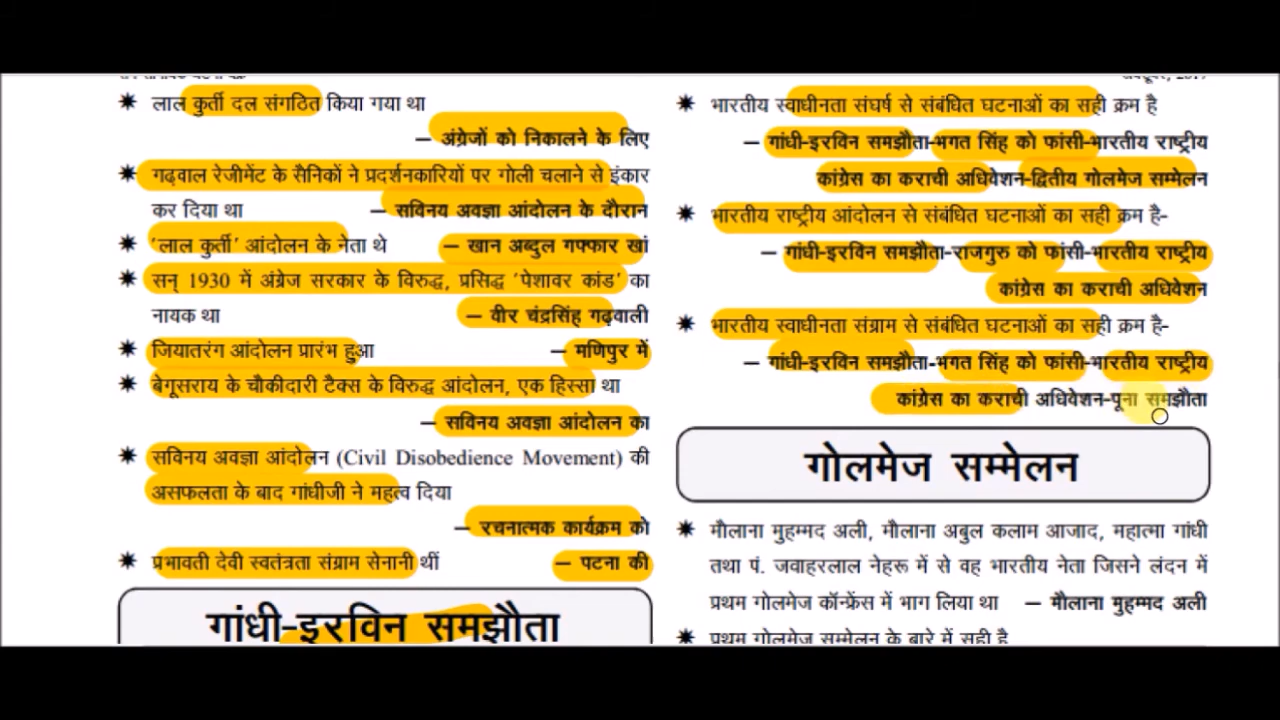 ✷ लाल कुर्ती दल संगठित किया गया था
– अंग्रेजों को निकालने के लिए
✷ गढ़वाल रेजीमेंट के सैनिकों ने प्रदर्शनकारियों पर गोली चलाने से इंकार
कर दिया था – सविनय अवज्ञा आंदोलन के दौरान
✷ 'लाल कुर्ती' आंदोलन के नेता थे – खान अब्दुल गफ्फार खां
✷ सन् 1930 में अंग्रेज सरकार के विरुद्ध, प्रसिद्ध 'पेशावर कांड' का
नायक था – वीर चंद्रसिंह गढ़वाली
✷ जियातरंग आंदोलन प्रारंभ हुआ – मणिपुर में
✷ बेगूसराय के चौकीदारी टैक्स के विरुद्ध आंदोलन, एक हिस्सा था
– सविनय अवज्ञा आंदोलन का
✷ सविनय अवज्ञा आंदोलन (Civil Disobedience Movement) की
असफलता के बाद गांधीजी ने महत्व दिया
– रचनात्मक कार्यक्रम को
✷ प्रभावती देवी स्वतंत्रता संग्राम सेनानी थीं – पटना की
गांधी-इरविन समझौता
✷ भारतीय स्वाधीनता संघर्ष से संबंधित घटनाओं का सही क्रम है
– गांधी-इरविन समझौता-भगत सिंह को फांसी-भारतीय राष्ट्रीय
कांग्रेस का कराची अधिवेशन-द्वितीय गोलमेज सम्मेलन
✷ भारतीय राष्ट्रीय आंदोलन से संबंधित घटनाओं का सही क्रम है-
– गांधी-इरविन समझौता-राजगुरु को फांसी-भारतीय राष्ट्रीय
कांग्रेस का कराची अधिवेशन
✷ भारतीय स्वाधीनता संग्राम से संबंधित घटनाओं का सही क्रम है-
– गांधी-इरविन समझौता-भगत सिंह को फांसी-भारतीय राष्ट्रीय
कांग्रेस का कराची अधिवेशन-पूना समझौता
गोलमेज सम्मेलन
✷ मौलाना मुहम्मद अली, मौलाना अबुल कलाम आजाद, महात्मा गांधी
तथा पं. जवाहरलाल नेहरू में से वह भारतीय नेता जिसने लंदन में
प्रथम गोलमेज कॉन्फ्रेंस में भाग लिया था – मौलाना मुहम्मद अली
✷ प्रथम गोलमेज सम्मेलन के बारे में सही है